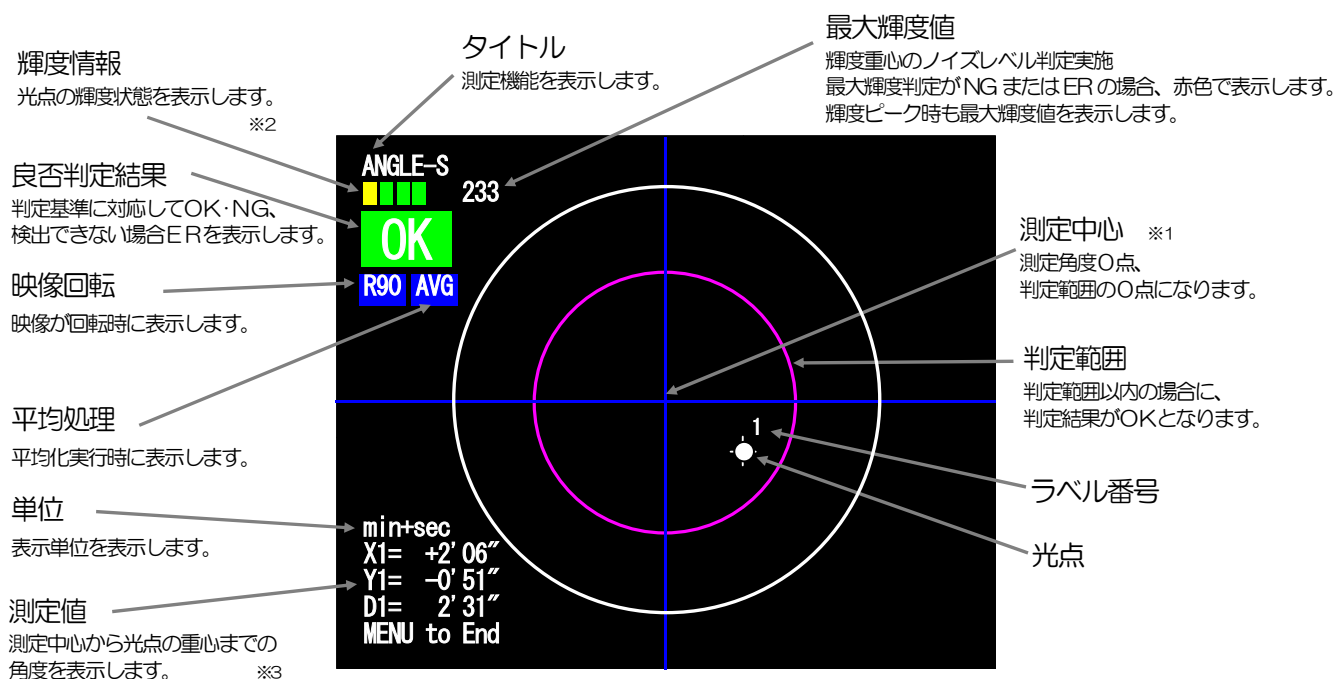 輝度情報
光点の輝度状態を表示します。
※2
良否判定結果
判定基準に対応してOK・NG、
検出できない場合ERを表示します。
映像回転
映像が回転時に表示します。
平均処理
平均化実行時に表示します。
単位
表示単位を表示します。
測定値
測定中心から光点の重心までの
角度を表示します。 ※3
タイトル
測定機能を表示します。
最大輝度値
輝度重心のノイズレベル判定実施
最大輝度判定がNG または ER の場合、赤色で表示します。
輝度ピーク時も最大輝度値を表示します。
ANGLE-S
233
OK
R90 AVG
1
min+sec
X1= +2' 06"
Y1= -0' 51"
D1= 2' 31"
MENU to End
測定中心 ※1
測定角度0点、
判定範囲の0点になります。
判定範囲
判定範囲以内の場合に、
判定結果がOKとなります。
ラベル番号
光点